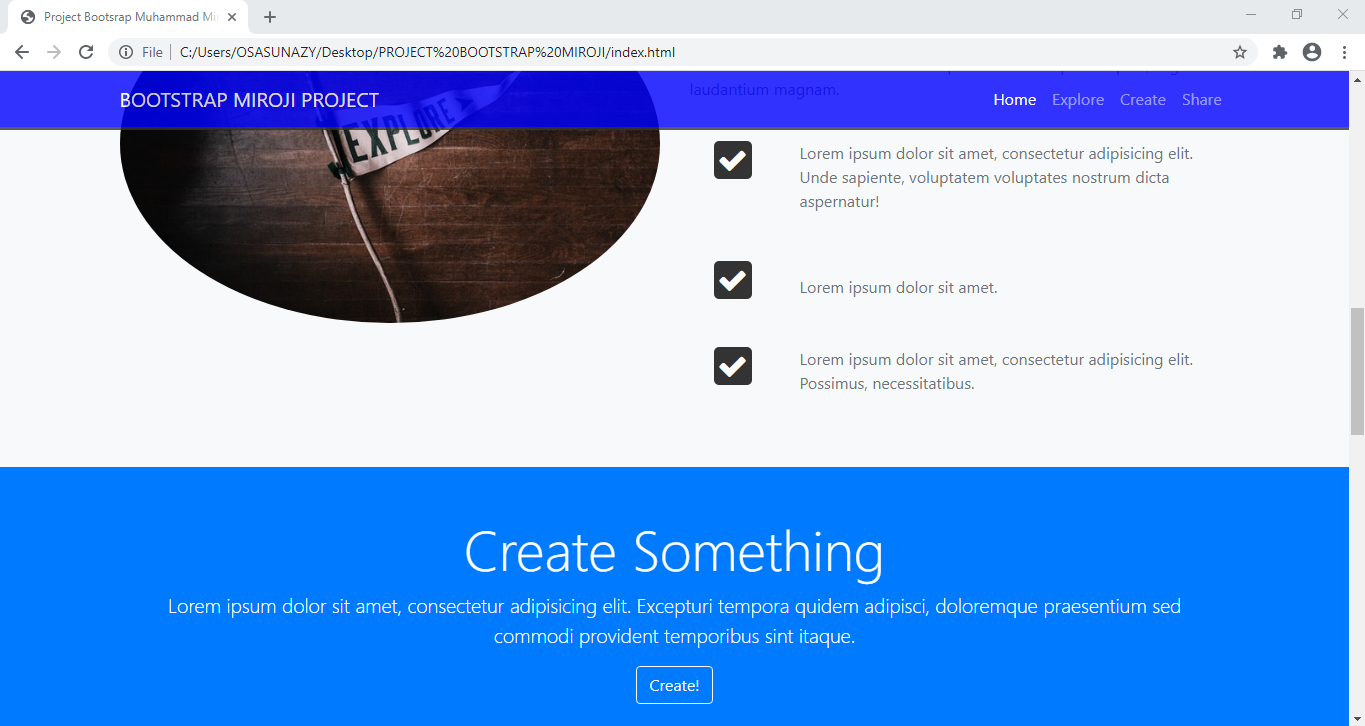 Project Bootsrap Muhammad Mi
File
C:/Users/OSASUNAZY/Desktop/PROJECT%20BOOTSTRAP%20MIROJI/index.html
laudantium magnam.
BOOTSTRAP MIROJI PROJECT
Home Explore Create Share
EXPLORE
Lorem ipsum dolor sit amet, consectetur adipisicing elit.
Unde sapiente, voluptatem voluptates nostrum dicta
aspernatur!
Lorem ipsum dolor sit amet.
Lorem ipsum dolor sit amet, consectetur adipisicing elit.
Possimus, necessitatibus.
Create Something
Lorem ipsum dolor sit amet, consectetur adipisicing elit. Excepturi tempora quidem adipisci, doloremque praesentium sed
commodi provident temporibus sint itaque.
Create!